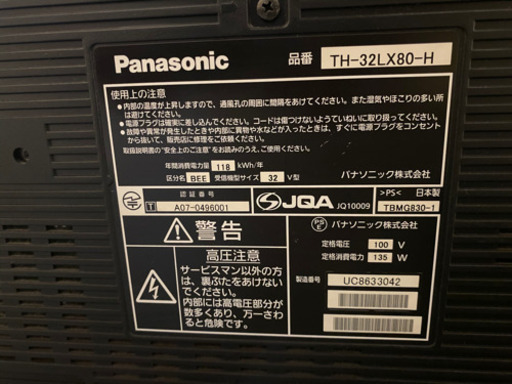 Panasonic
品番 TH-32LX80-H
使用上の注意
•内部の温度が上昇しますので、通風孔の周囲に間隔をあけてください。また湿気やほこりの多い所
は避けてください。
•電源プラグは確実に差し込んでください。コードは傷つけないようていねいに取り扱ってください。
•故障や異常が発生したときや内部に異物や水などが入ったときは、すぐに電源プラグをコンセント
から抜いて、販売店に修理をご依頼ください。
取扱説明書の"安全上のご注意"をお読みのうえ、ご使用ください。
年間消費電力量 118 kWh/年
区分名 BEE 受信機型サイズ 32 V型
パナソニック株式会社
認証番号
T A07-0496001
JQA JQ10009
>PS< 日本製
TBMG830-1
警告
高圧注意
サービスマン以外の方
は、裏ぶたをあけない
でください。
内部には高電圧部分が
数多くあり、万一さわ
ると危険です。
PS E パナソニック株式会社
定格電圧 100 V
定格消費電力 135 W
製造番号 UC8633042